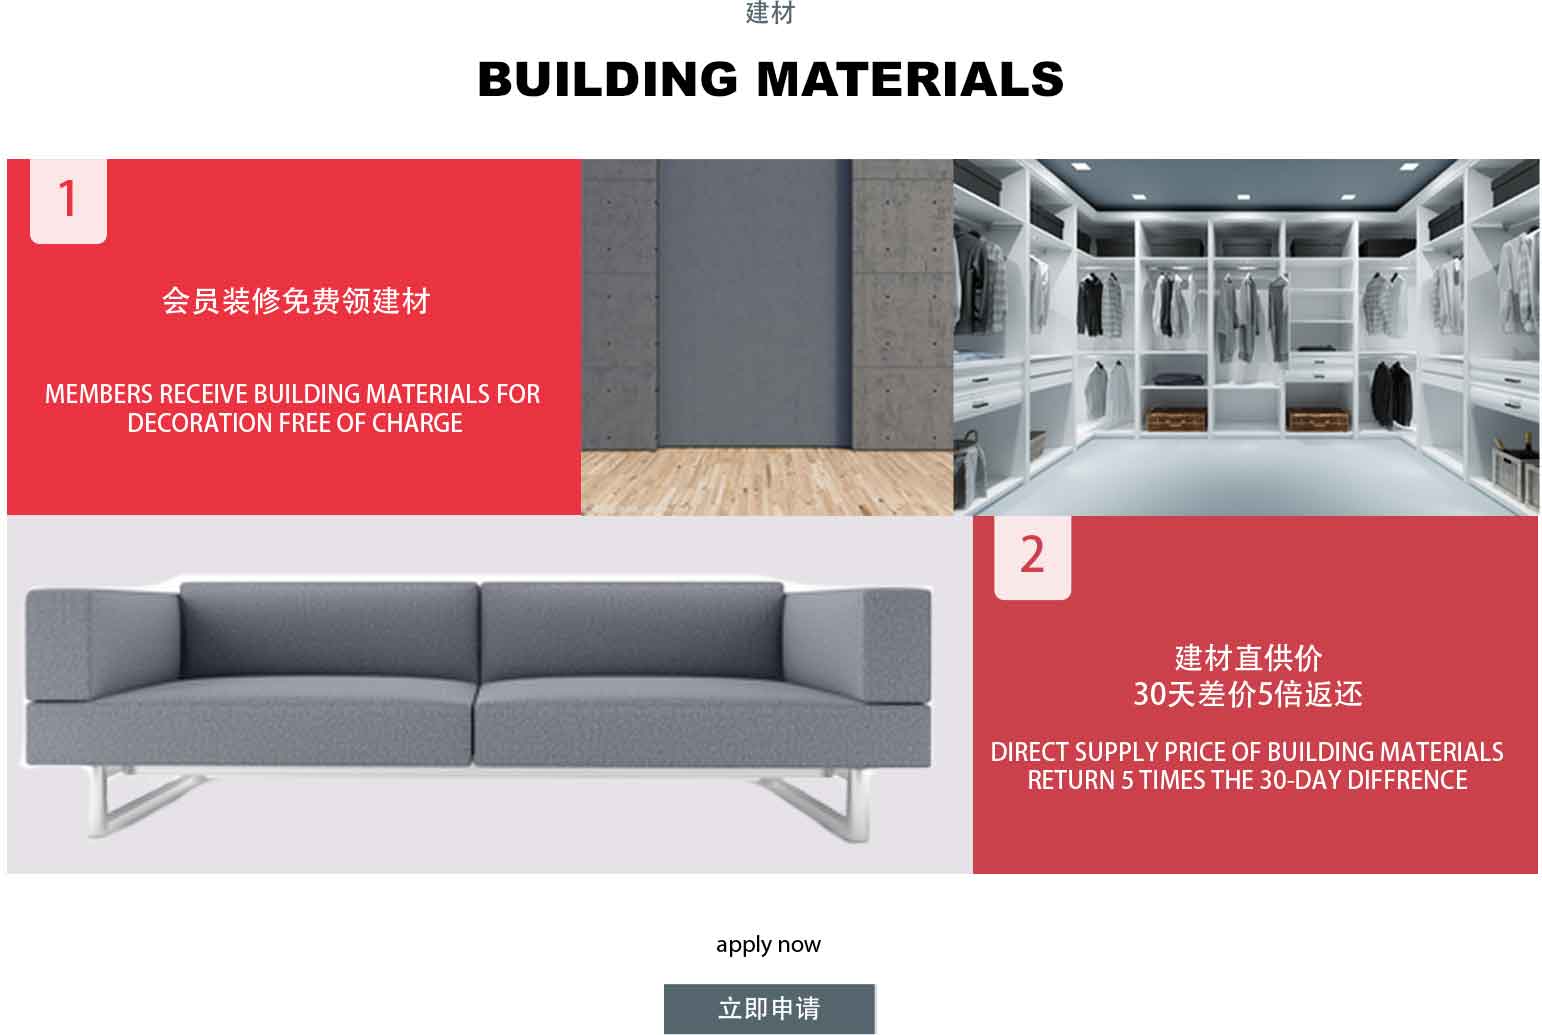 建材
BUILDING MATERIALS
1
会员装修免费领建材
MEMBERS RECEIVE BUILDING MATERIALS FOR
DECORATION FREE OF CHARGE
2
建材直供价
30天差价5倍返还
DIRECT SUPPLY PRICE OF BUILDING MATERIALS
RETURN 5 TIMES THE 30-DAY DIFFRENCE
apply now
立即申请